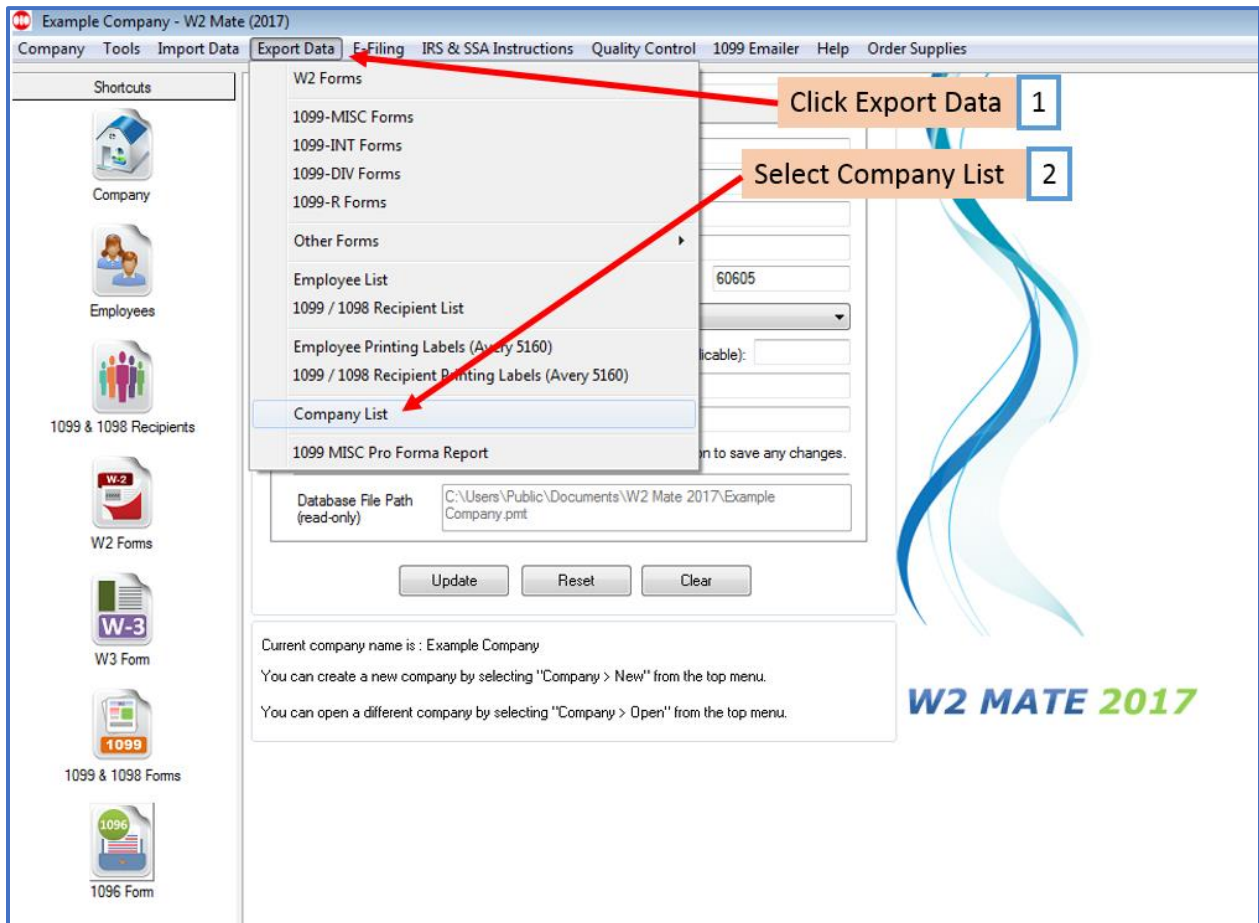 Example Company - W2 Mate (2017)
Company Tools Import Data Export Data E-Filing IRS & SSA Instructions Quality Control 1099 Emailer Help Order Supplies
Shortcuts
Company
Employees
1099 & 1098 Recipients
W-2
W2 Forms
W-3
W3 Form
1099
1099 & 1098 Forms
1096
1096 Form
W2 Forms
1099-MISC Forms
1099-INT Forms
1099-DIV Forms
1099-R Forms
Other Forms
Employee List
1099 / 1098 Recipient List
Employee Printing Labels (Avery 5160)
1099 / 1098 Recipient Printing Labels (Avery 5160)
Company List
1099 MISC Pro Forma Report
Click Export Data 1
Select Company List 2
60605
licable):
to save any changes.
Database File Path
(read-only)
C:\Users\Public\Documents\W2 Mate 2017\Example
Company.pmt
Update Reset Clear
Current company name is : Example Company
You can create a new company by selecting "Company > New" from the top menu.
You can open a different company by selecting "Company > Open" from the top menu.
W2 MATE 2017